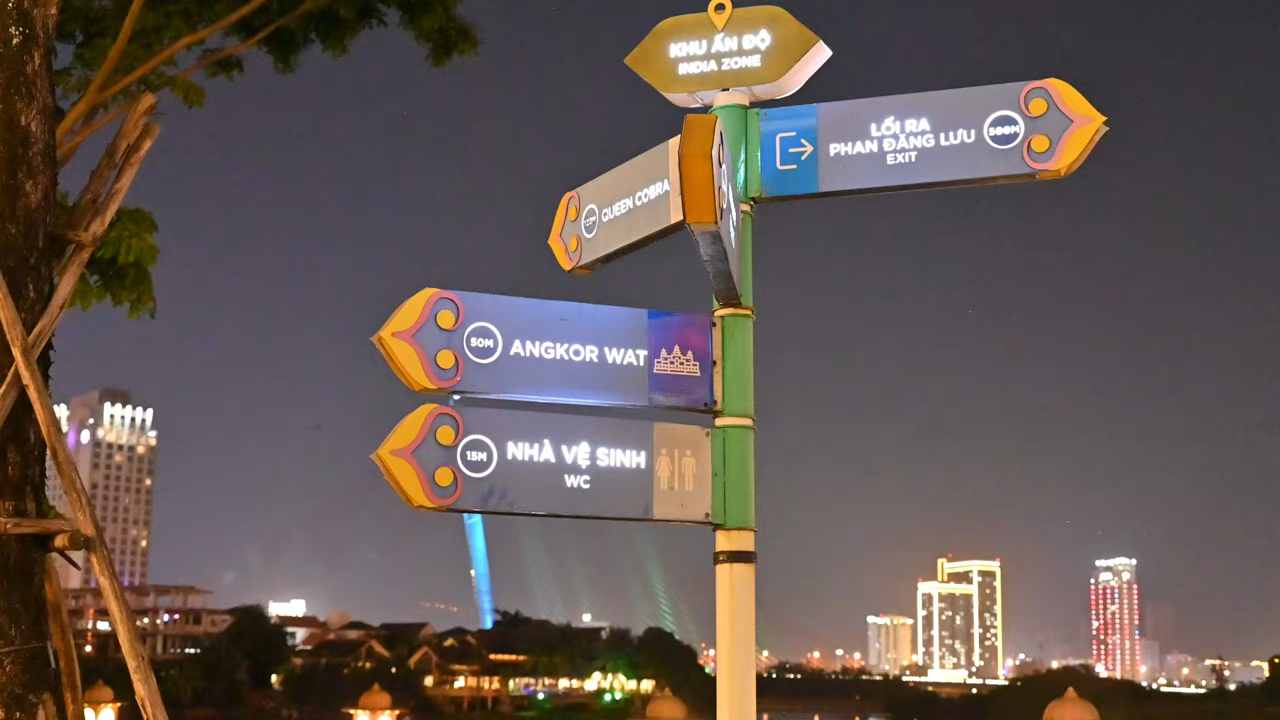 KHU ẤN ĐỘ
INDIA ZONE
LỐI RA
PHAN ĐĂNG LƯU
EXIT
500M
QUEEN COBRA
50M
ANGKOR WAT
15M
NHÀ VỆ SINH
WC